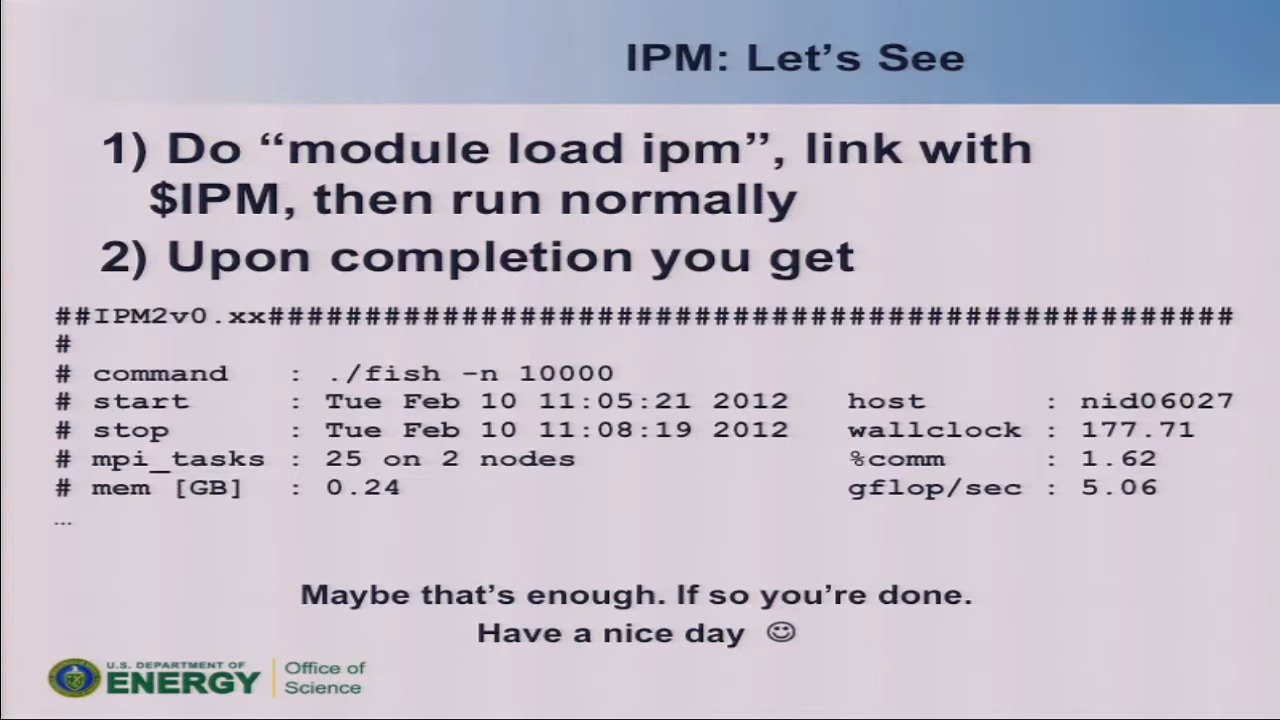 IPM: Let's See
1) Do “module load ipm”, link with
$IPM, then run normally
2) Upon completion you get
##IPM2v0.xx##################################################
#
# command   : ./fish -n 10000
# start     : Tue Feb 10 11:05:21 2012   host      : nid06027
# stop      : Tue Feb 10 11:08:19 2012   wallclock : 177.71
# mpi_tasks : 25 on 2 nodes              %comm     : 1.62
# mem [GB]  : 0.24                       gflop/sec : 5.06
...
Maybe that's enough. If so you're done.
Have a nice day ☺
U.S. DEPARTMENT OF
ENERGY
Office of
Science